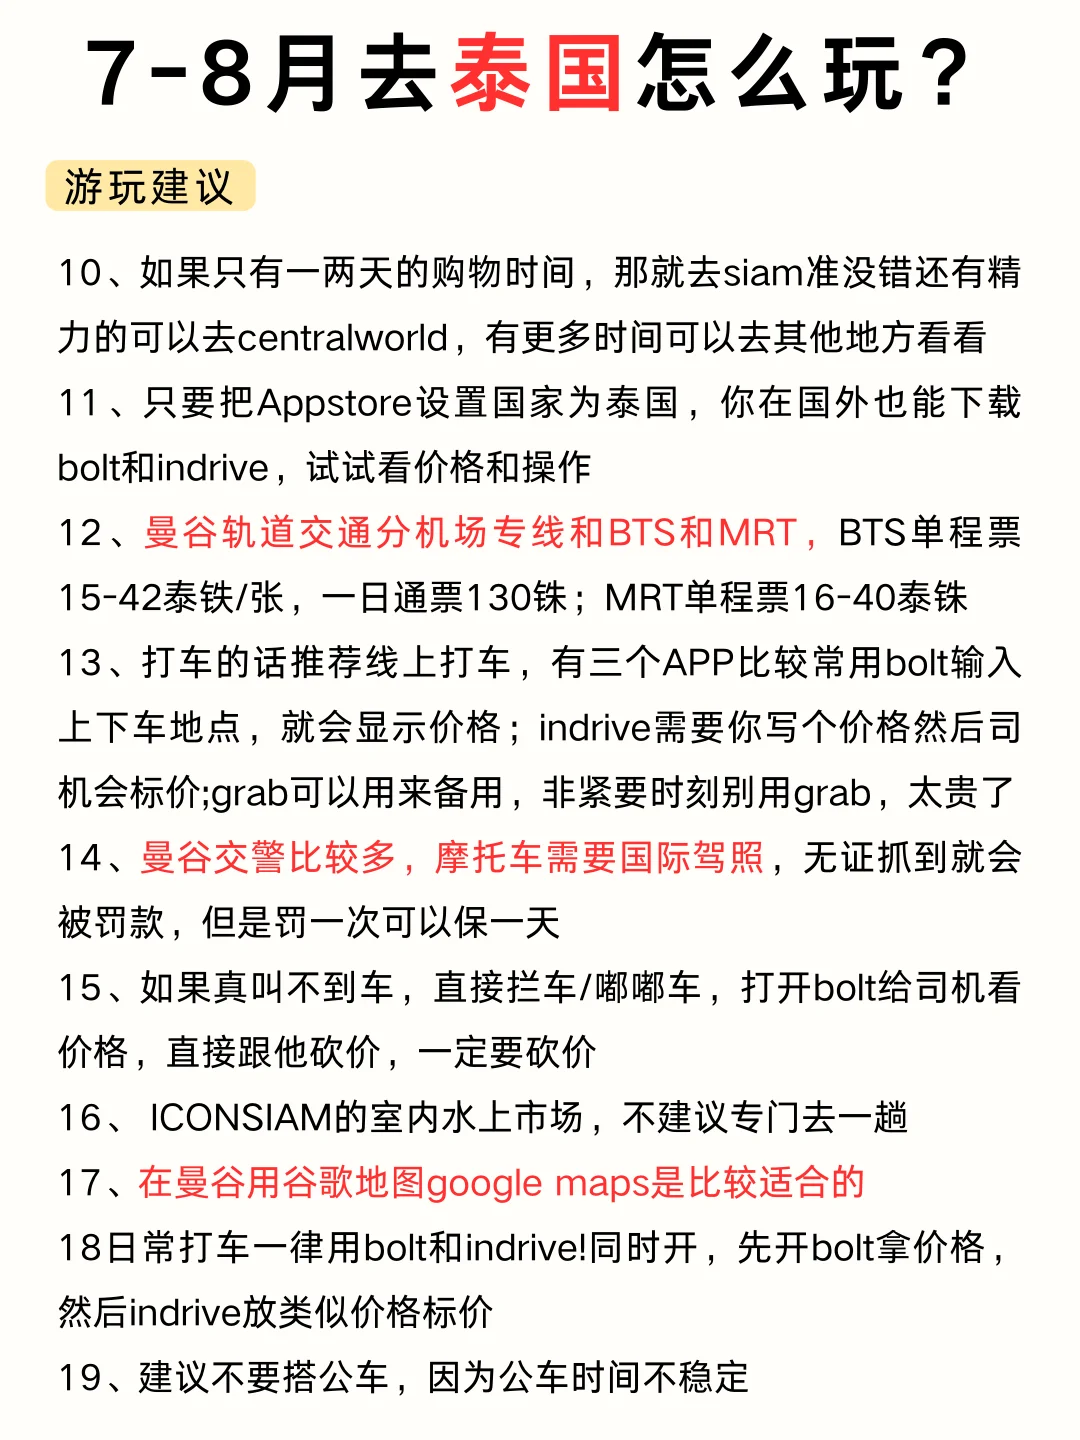 7-8月去泰国怎么玩?
游玩建议
10、如果只有一两天的购物时间，那就去siam准没错还有精
力的可以去centralworld，有更多时间可以去其他地方看看
11、只要把Appstore设置国家为泰国，你在国外也能下载
bolt和indrive，试试看价格和操作
12、曼谷轨道交通分机场专线和BTS和MRT，BTS单程票
15-42泰铁/张，一日通票130铢；MRT单程票16-40泰铢
13、打车的话推荐线上打车，有三个APP比较常用bolt输入
上下车地点，就会显示价格；indrive需要你写个价格然后司
机会标价;grab可以用来备用，非紧要时刻别用grab，太贵了
14、曼谷交警比较多，摩托车需要国际驾照，无证抓到就会
被罚款，但是罚一次可以保一天
15、如果真叫不到车，直接拦车/嘟嘟车，打开bolt给司机看
价格，直接跟他砍价，一定要砍价
16、ICONSIAM的室内水上市场，不建议专门去一趟
17、在曼谷用谷歌地图google maps是比较适合的
18日常打车一律用bolt和indrive!同时开，先开bolt拿价格，
然后indrive放类似价格标价
19、建议不要搭公车，因为公车时间不稳定